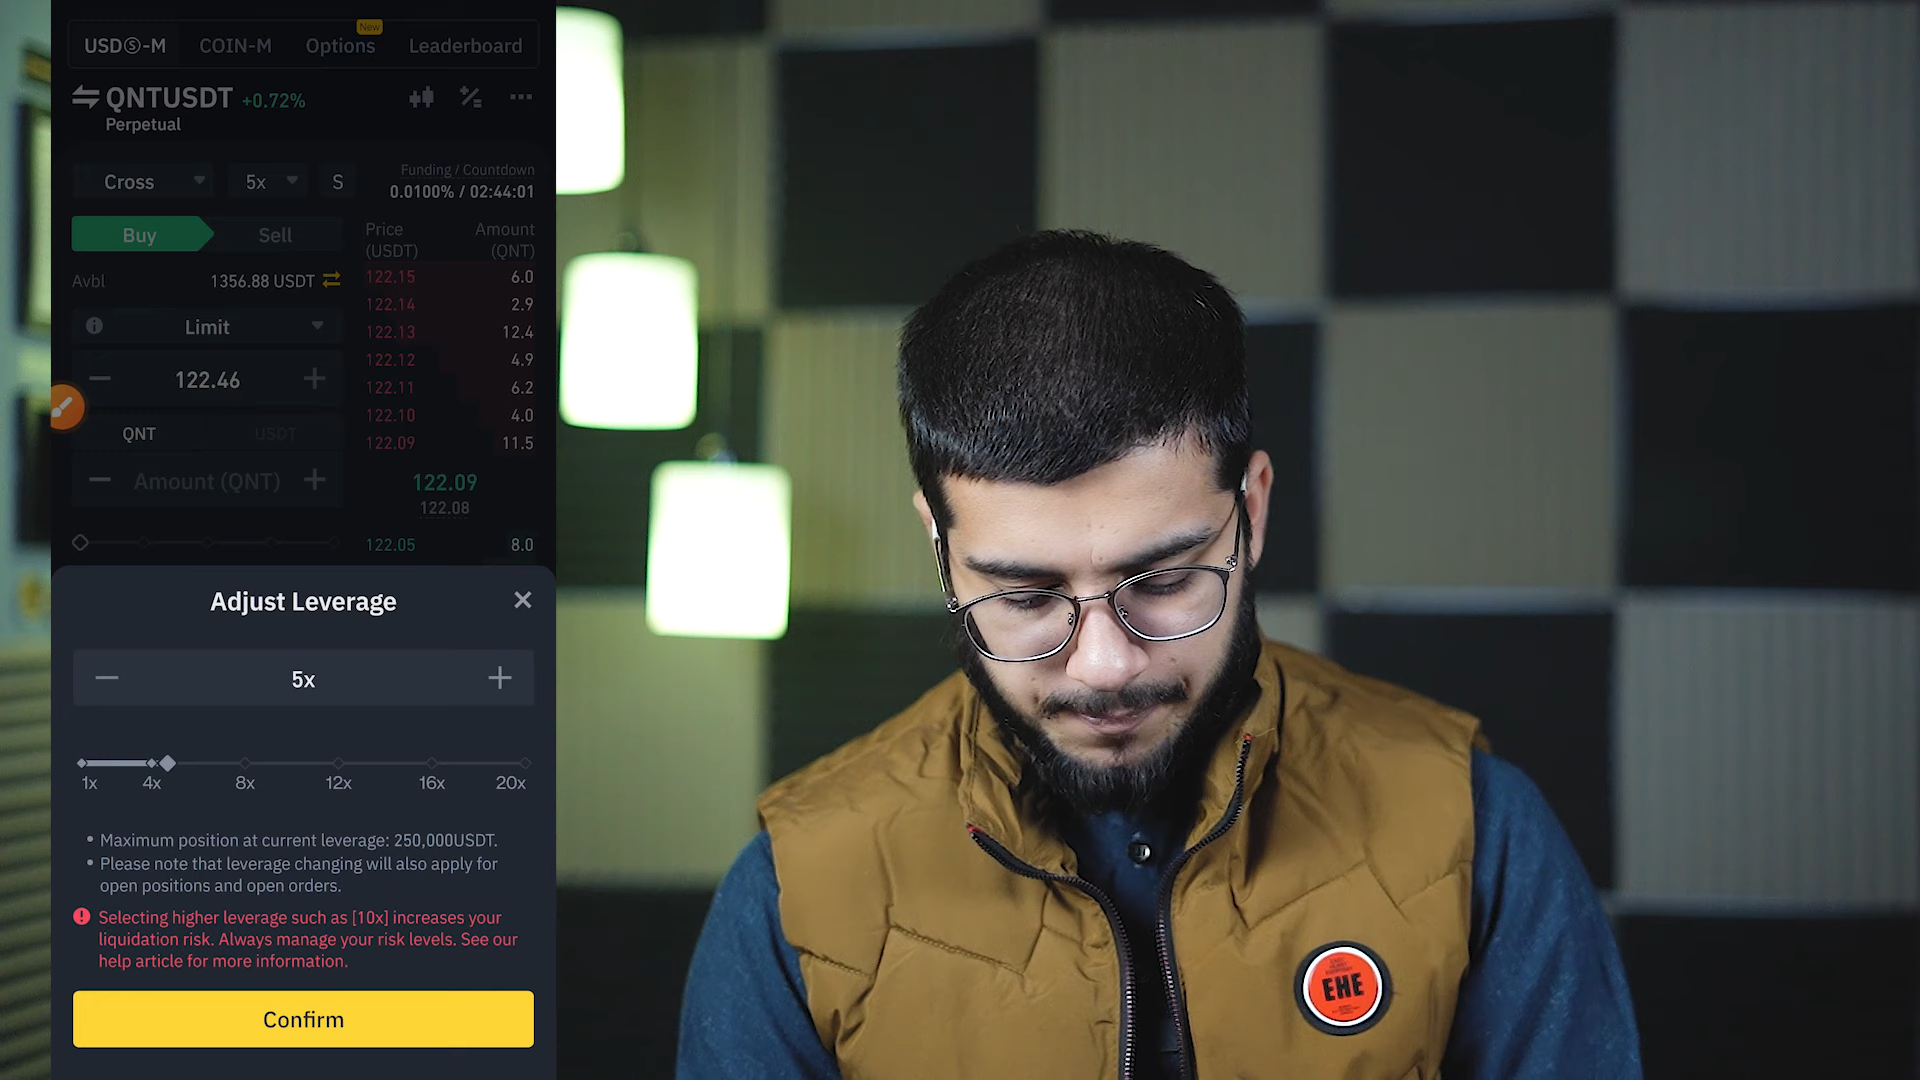 New
USDⓈ-M COIN-M Options Leaderboard
QNTUSDT +0.72%
Perpetual
Cross 5x S
Funding / Countdown
0.0100% / 02:44:01
Buy Sell
Price Amount
(USDT) (QNT)
Avbl 1356.88 USDT
122.15 6.0
122.14 2.9
Limit
122.13 12.4
122.12 4.9
122.46
122.11 6.2
122.10 4.0
QNT USDT
122.09 11.5
Amount (QNT)
122.09
122.08
122.05 8.0
Adjust Leverage
5x
1x 4x 8x 12x 16x 20x
• Maximum position at current leverage: 250,000USDT.
• Please note that leverage changing will also apply for
open positions and open orders.
Selecting higher leverage such as [10x] increases your
liquidation risk. Always manage your risk levels. See our
help article for more information.
Confirm
EHE